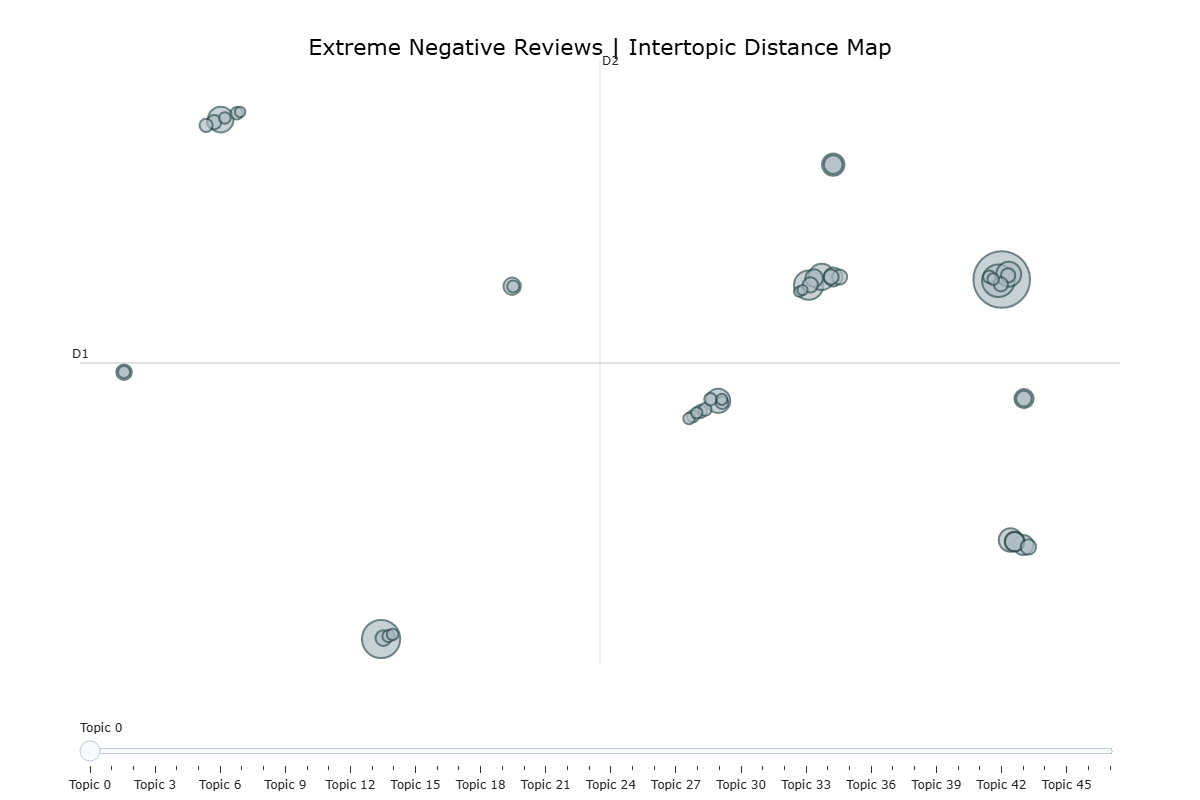 Extreme Negative Reviews | Intertopic Distance Map
D2
D1
Topic 0
Topic 0 Topic 3 Topic 6 Topic 9 Topic 12 Topic 15 Topic 18 Topic 21 Topic 24 Topic 27 Topic 30 Topic 33 Topic 36 Topic 39 Topic 42 Topic 45